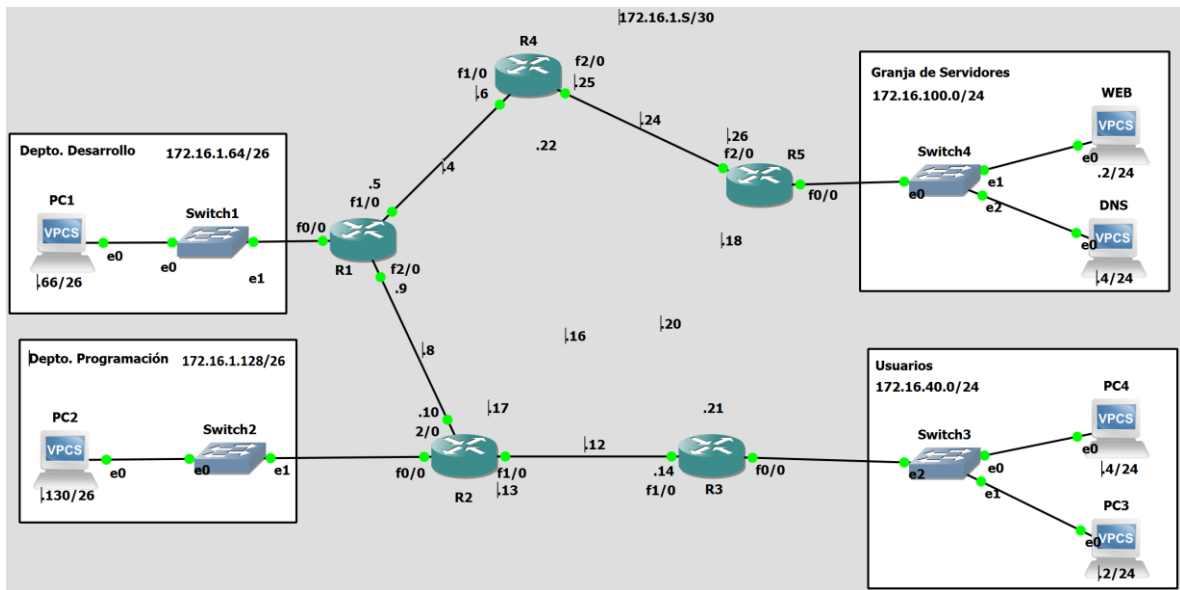 172.16.1.S/30
R4
f1/0
f2/0
.6
.25
.24
.22
.4
.26
f2/0
R5
f0/0
.18
Granja de Servidores
172.16.100.0/24
WEB
VPCS
e0
.2/24
Switch4
e0
e1
e2
DNS
VPCS
e0
.4/24
Depto. Desarrollo 172.16.1.64/26
PC1
VPCS
e0
.66/26
Switch1
e0
e1
.5
f1/0
f0/0
R1
f2/0
.9
.8
.16
.20
Depto. Programación 172.16.1.128/26
PC2
VPCS
e0
.130/26
Switch2
e0
e1
.10
2/0
.17
f0/0
f1/0
R2
.13
.12
.21
.14
f1/0
R3
f0/0
Usuarios
172.16.40.0/24
PC4
VPCS
e0
.4/24
Switch3
e2
e0
e1
PC3
VPCS
e0
.2/24